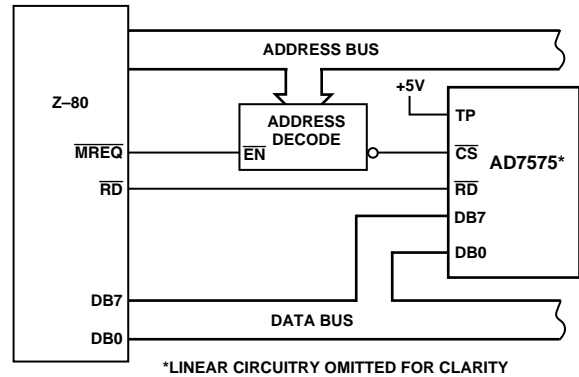 ADDRESS BUS
+5V
Z–80
ADDRESS
DECODE
TP
MREQ
EN
CS
AD7575*
RD
RD
DB7
DB0
DB7
DATA BUS
DB0
*LINEAR CIRCUITRY OMITTED FOR CLARITY